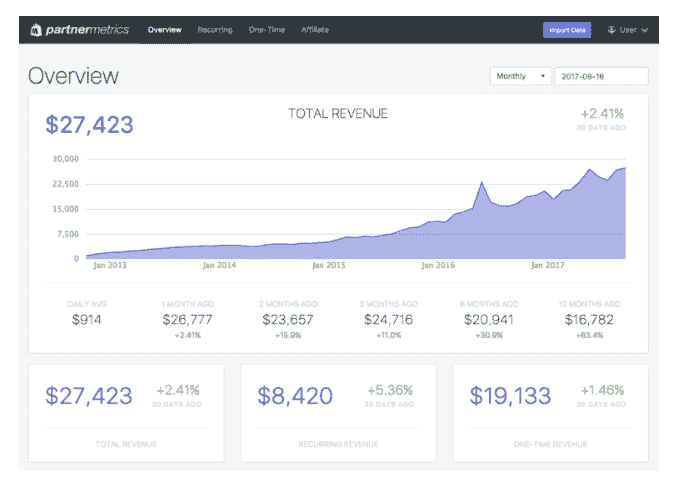 partnermetrics Overview Recurring One-Time Affiliate Import Data User
Overview
Monthly 2017-09-16
$27,423 TOTAL REVENUE +2.41%
30 DAYS AGO
30,000
22,500
15,000
7,500
0
Jan 2013 Jan 2014 Jan 2015 Jan 2016 Jan 2017
DAILY AVG 1 MONTH AGO 2 MONTHS AGO 3 MONTHS AGO 6 MONTHS AGO 12 MONTHS AGO
$914 $26,777 $23,657 $24,716 $20,941 $16,782
+2.41% +15.9% +11.0% +30.9% +63.4%
$27,423 +2.41% $8,420 +5.36% $19,133 +1.46%
30 DAYS AGO 30 DAYS AGO 30 DAYS AGO
TOTAL REVENUE RECURRING REVENUE ONE-TIME REVENUE